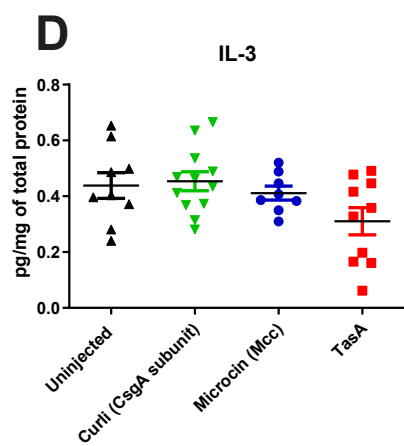 D
IL-3
pg/mg of total protein
0.8
0.6
0.4
0.2
0.0
Uninjected
Curli (CsgA subunit)
Microcin (Mcc)
TasA